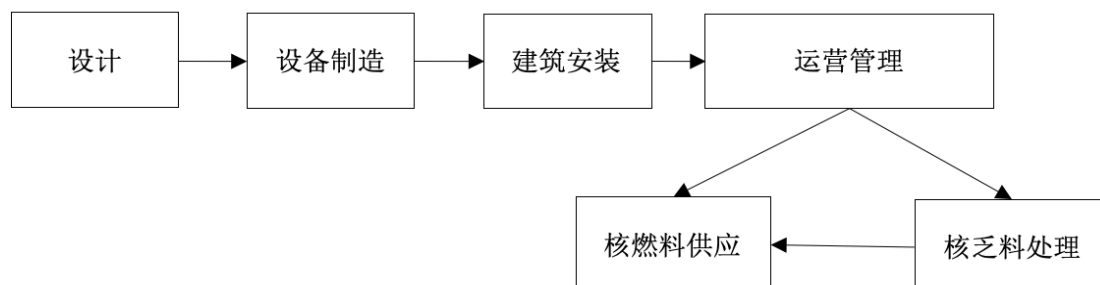 设计
设备制造
建筑安装
运营管理
核燃料供应
核乏料处理